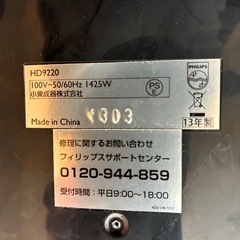 HD9220
100V~50/60Hz 1425W
小泉成器株式会社
PS
E
PHILIPS
Made in China
1303
13年製
修理に関するお問い合わせ
フィリップスサポートセンター
0120-944-859
受付時間:平日9:00~18:00